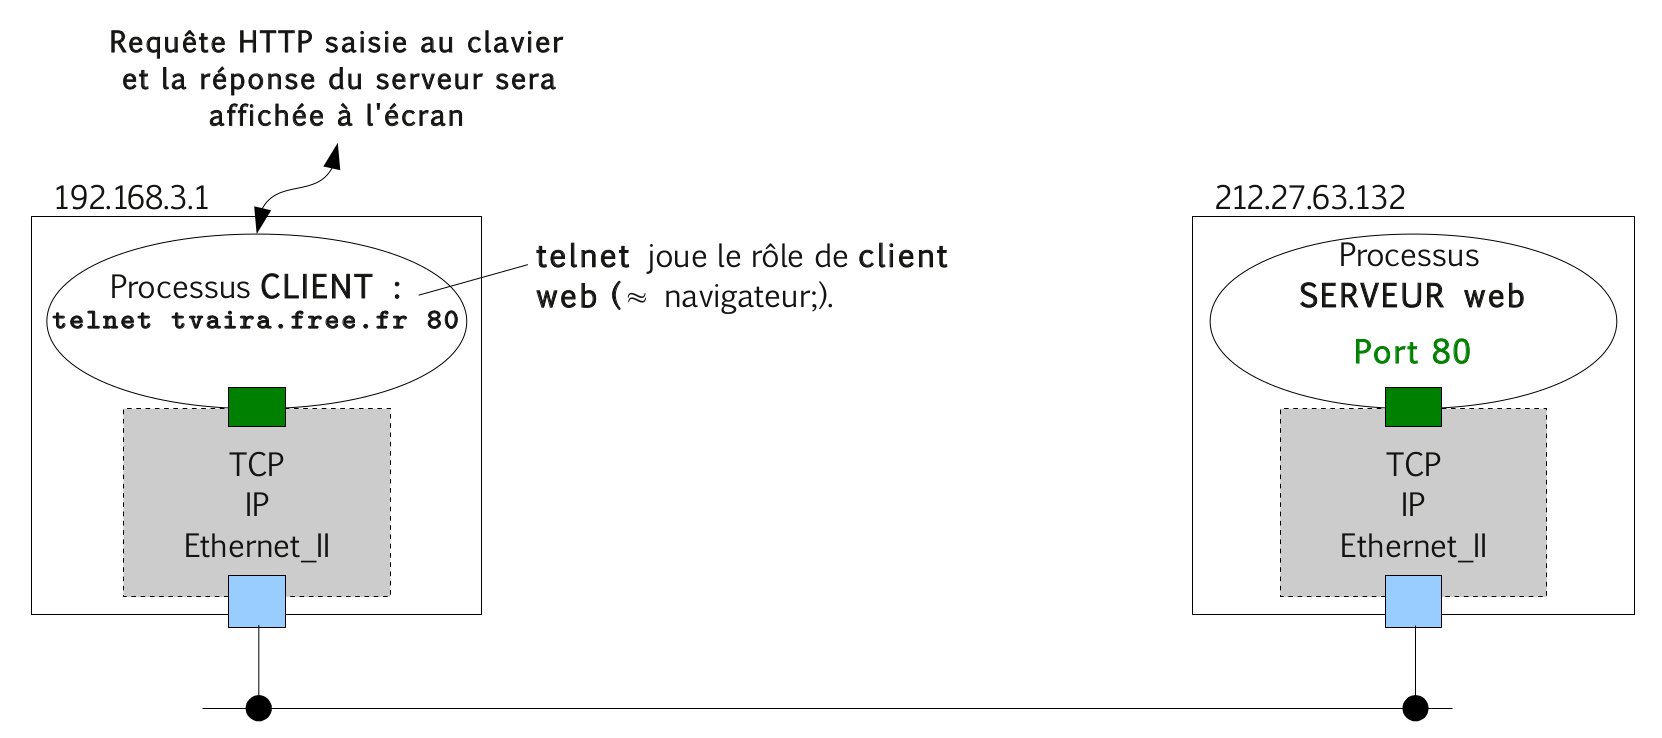 Requête HTTP saisie au clavier
et la réponse du serveur sera
affichée à l'écran
192.168.3.1
212.27.63.132
Processus CLIENT :
telnet tvaira.free.fr 80
telnet joue le rôle de client
web (≈ navigateur;).
Processus
SERVEUR web
Port 80
TCP
IP
Ethernet_II
TCP
IP
Ethernet_II